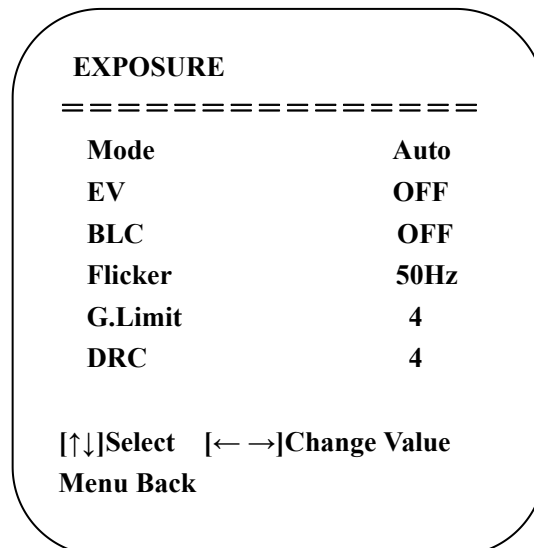 EXPOSURE
===============
Mode Auto
EV OFF
BLC OFF
Flicker 50Hz
G.Limit 4
DRC 4
[↑↓]Select [← →]Change Value
Menu Back